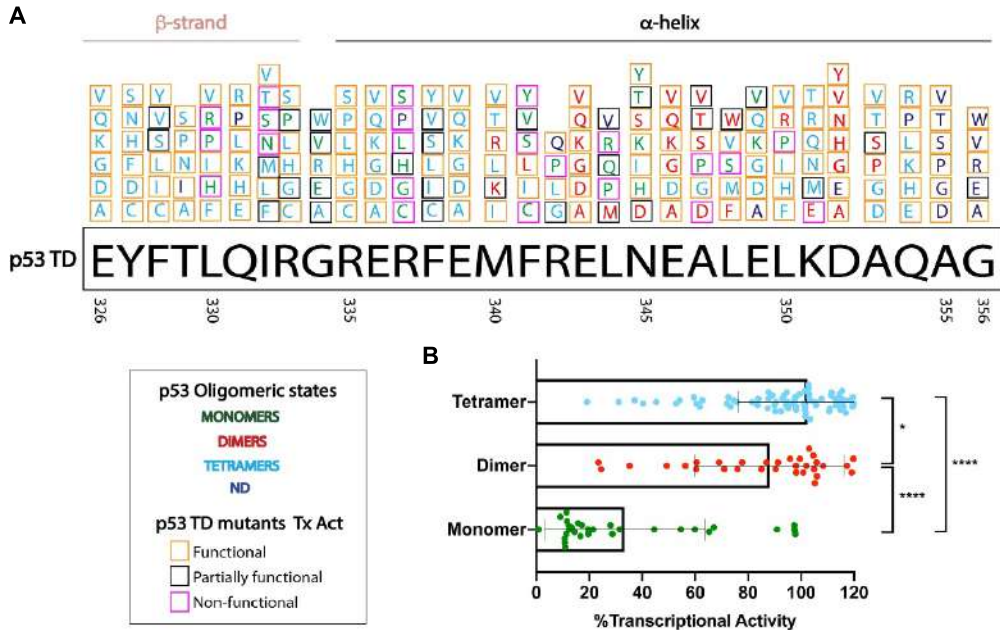 A
β-strand
α-helix
V Y Y
V S Y V R T S S V S Y V V Y V T V V V V T V V R V
Q N V S R P S P W P Q P V Q T V Q V S Q T W Q R R N T P T W
K H S P L N L V L K L S K R S Q K R K K S V K P Q H S L S V
G F L N I K M H R H G H L G L I P G Q I G P S G I N G P K P R
D D I I H H L G E G D G I D K L L D P H D G M D H M E G H G E
A C C A F E F C A C A C C A I C G A M D A D F A F E A D E D A
p53 TD EYFTLQIRGRERFEMFRELNEALELKDAQAG
326 330 335 340 345 350 355 356
p53 Oligomeric states
MONOMERS
DIMERS
TETRAMERS
ND
p53 TD mutants Tx Act
Functional
Partially functional
Non-functional
B
Tetramer
Dimer
Monomer
*
****
****
0 20 40 60 80 100 120
%Transcriptional Activity